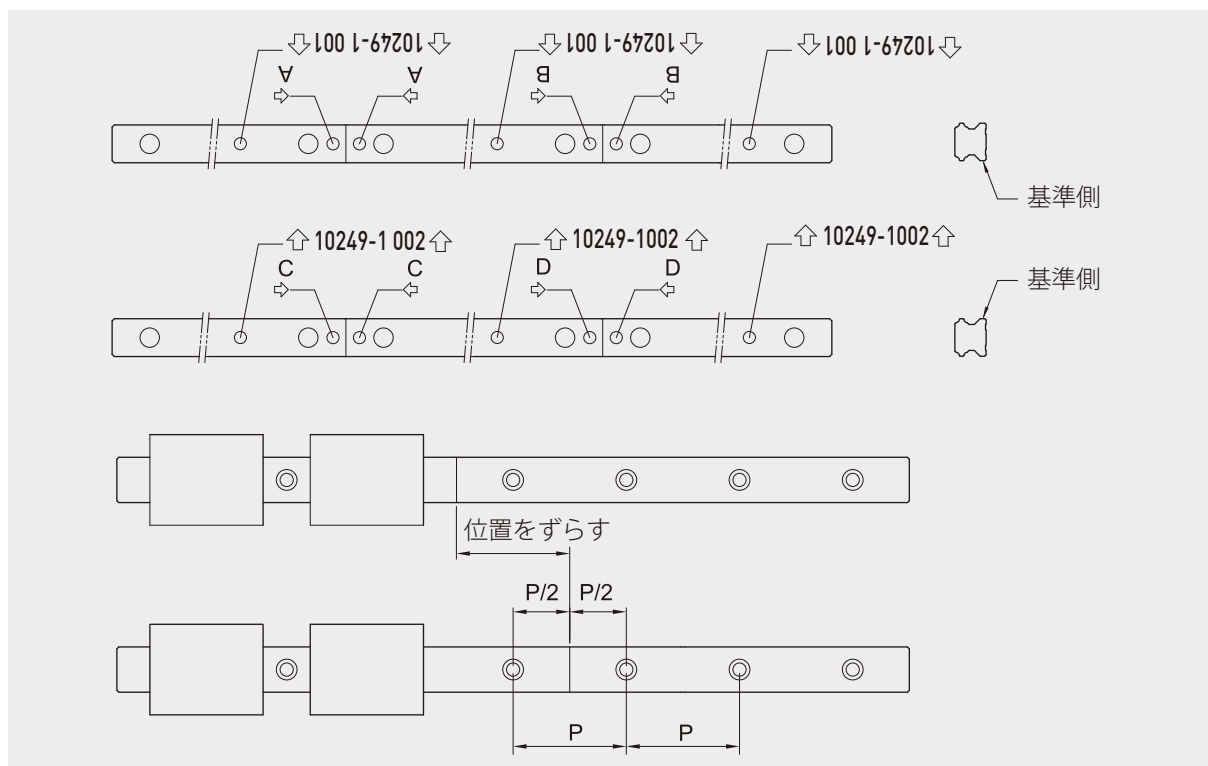 ⇩ 10249-1 001 ⇩ ⇩ 10249-1 001 ⇩ ⇩ 10249-1 001 ⇩
A A B B
基準側
⇧ 10249-1 002 ⇧ ⇧ 10249-1002 ⇧ ⇧ 10249-1002 ⇧
C C D D
基準側
位置をずらす
P/2 P/2
P P